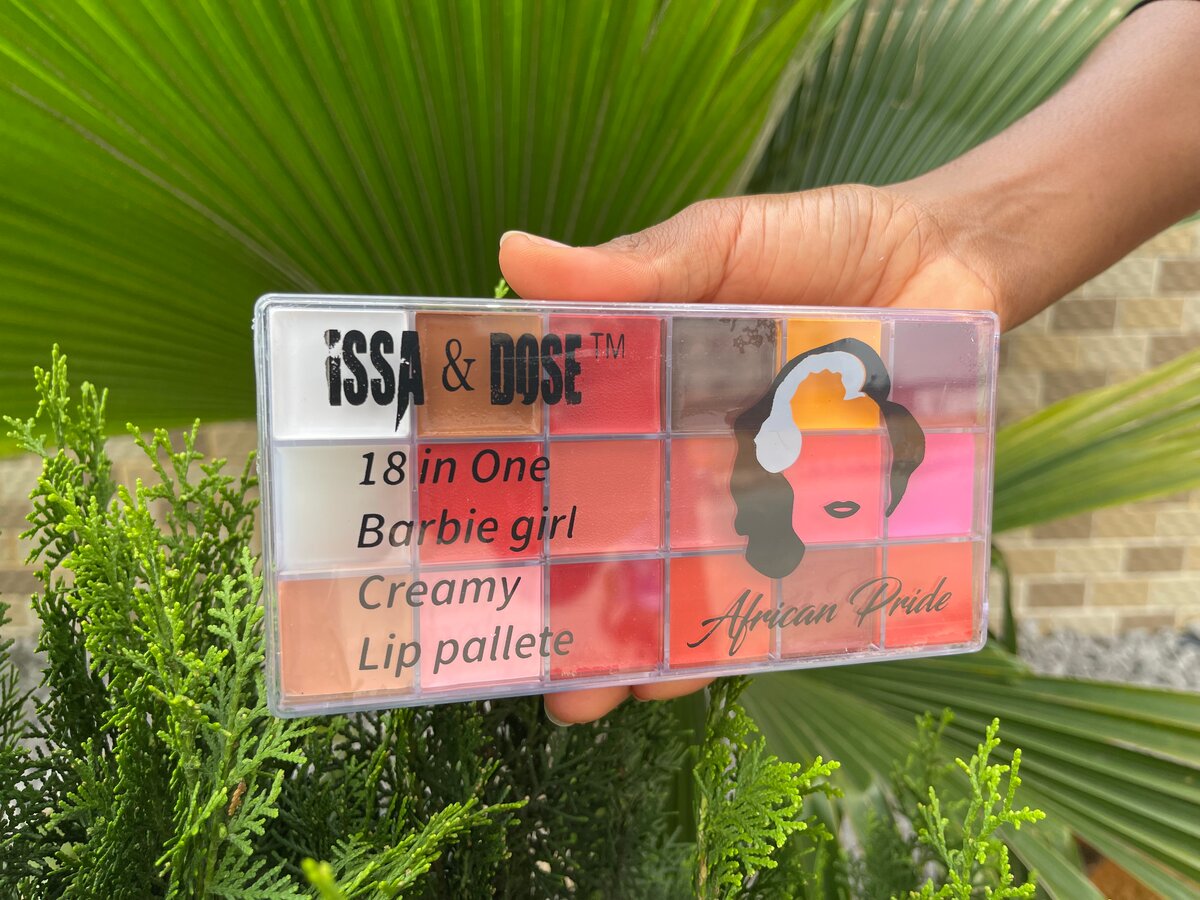 iSSA & DOSE™
18 in One
Barbie girl
Creamy
Lip pallete
African Pride